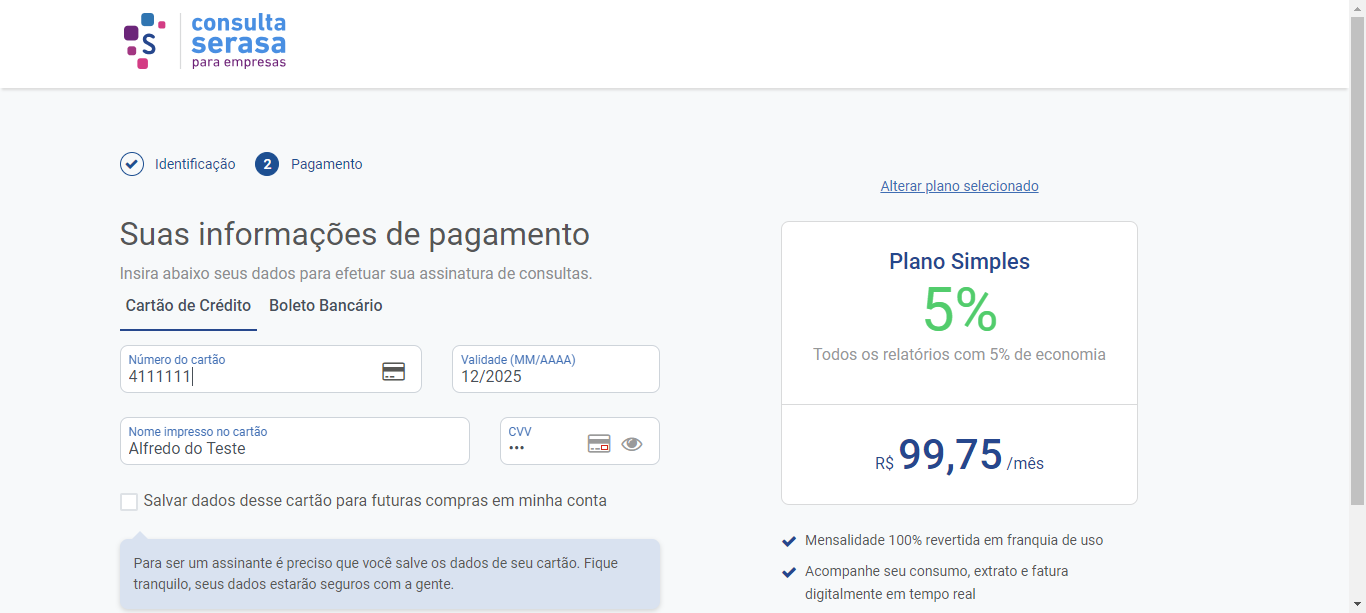 S
consulta
serasa
para empresas
Identificação
2
Pagamento
Alterar plano selecionado
Suas informações de pagamento
Insira abaixo seus dados para efetuar sua assinatura de consultas.
Cartão de Crédito
Boleto Bancário
Número do cartão
4111111
Validade (MM/AAAA)
12/2025
Nome impresso no cartão
Alfredo do Teste
CVV
•••
Salvar dados desse cartão para futuras compras em minha conta
Para ser um assinante é preciso que você salve os dados de seu cartão. Fique
tranquilo, seus dados estarão seguros com a gente.
Plano Simples
5%
Todos os relatórios com 5% de economia
R$ 99,75 /mês
Mensalidade 100% revertida em franquia de uso
Acompanhe seu consumo, extrato e fatura
digitalmente em tempo real